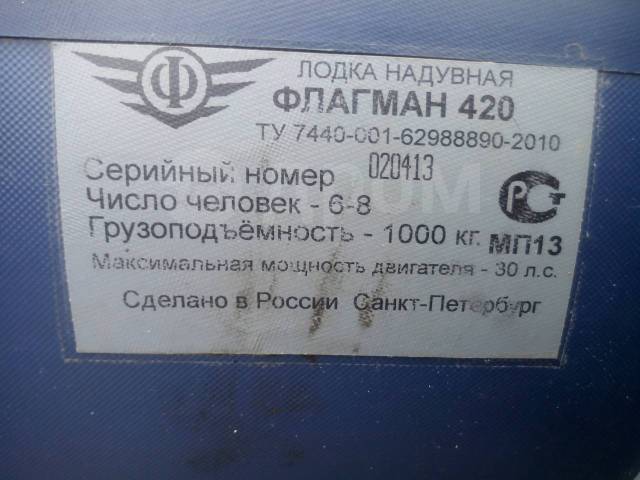 Ф
ЛОДКА НАДУВНАЯ
ФЛАГМАН 420
ТУ 7440-001-62988890-2010
Серийный номер 020413
Число человек - 6-8
Грузоподъёмность - 1000 кг.
РСТ
МП13
Максимальная мощность двигателя - 30 л.с.
Сделано в России Санкт-Петербург